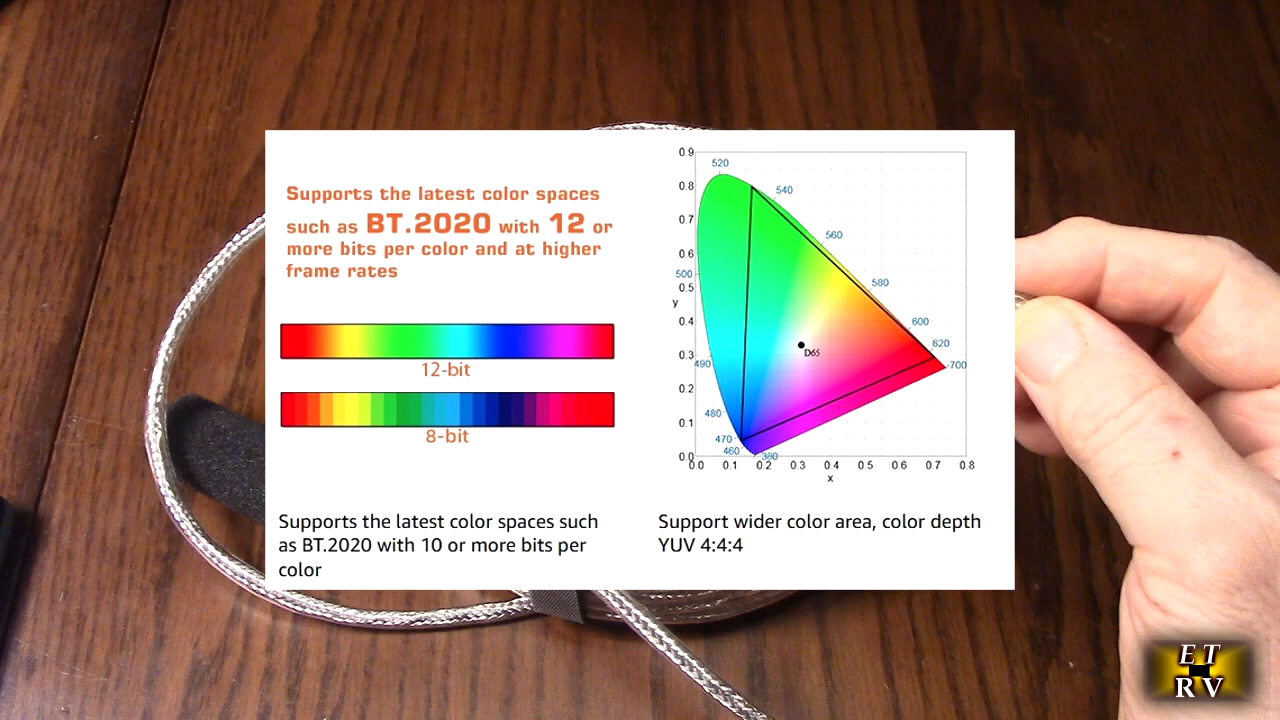 Supports the latest color spaces
such as BT.2020 with 12 or
more bits per color and at higher
frame rates
12-bit
8-bit
Supports the latest color spaces such
as BT.2020 with 10 or more bits per
color
0.9
0.8
0.7
0.6
0.5
y
0.4
0.3
0.2
0.1
0.0
520
540
560
500
580
600
620
490
700
480
470
460
380
D65
0.0 0.1 0.2 0.3 0.4 0.5 0.6 0.7 0.8
x
Support wider color area, color depth
YUV 4:4:4
ET
RV